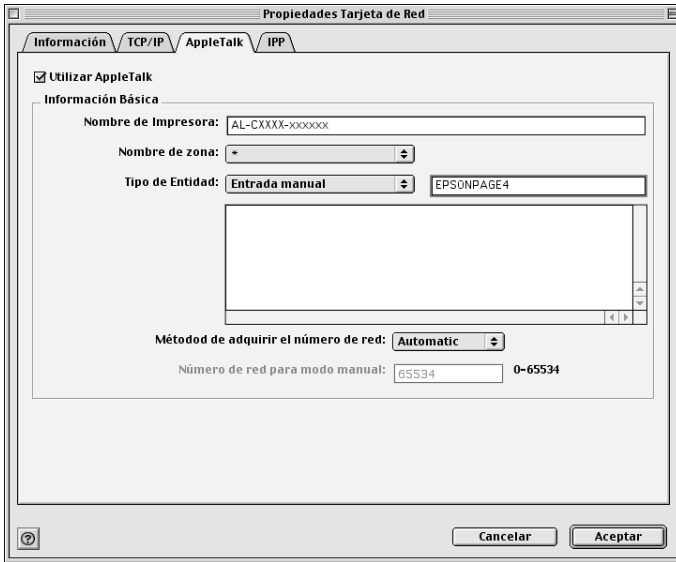 Propiedades Tarjeta de Red
Información TCP/IP AppleTalk IPP
Utilizar AppleTalk
Información Básica
Nombre de Impresora: AL-CXXXX-xxxxxx
Nombre de zona: *
Tipo de Entidad: Entrada manual EPSONPAGE4
Métodod de adquirir el número de red: Automatic
Número de red para modo manual: 65534 0-65534
?
Cancelar Aceptar